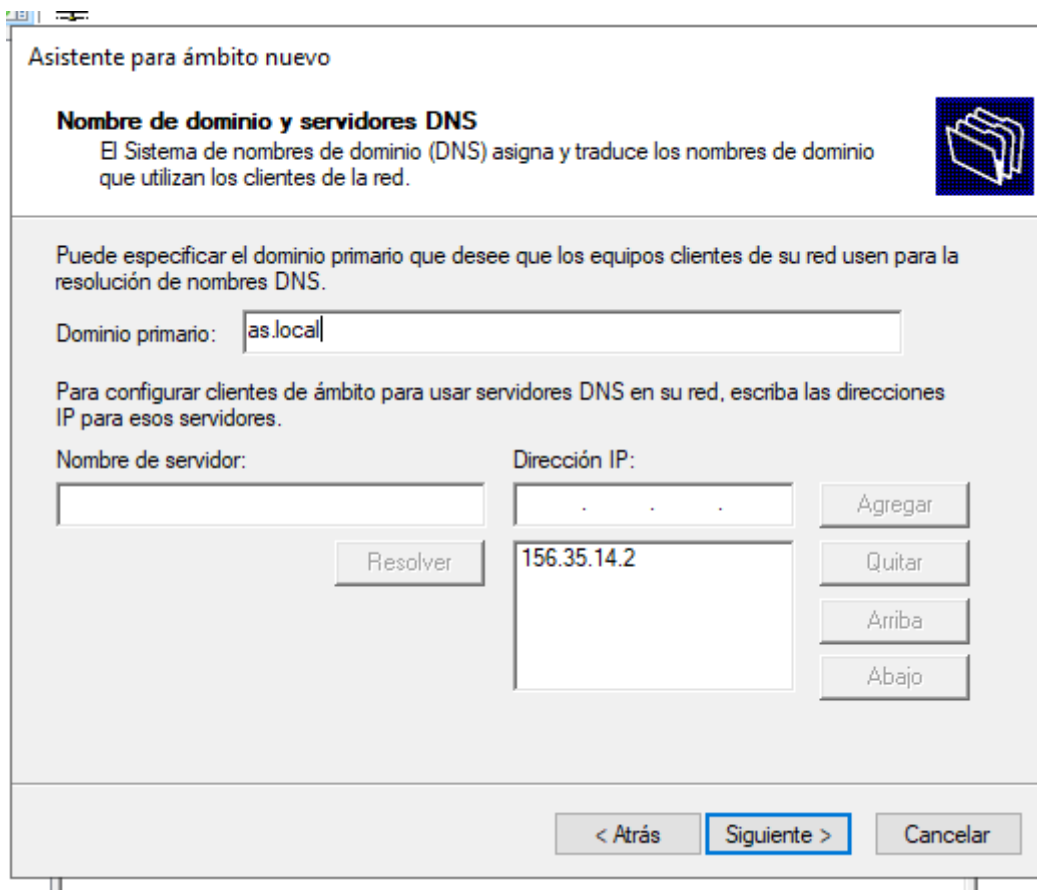 Asistente para ámbito nuevo
Nombre de dominio y servidores DNS
El Sistema de nombres de dominio (DNS) asigna y traduce los nombres de dominio
que utilizan los clientes de la red.
Puede especificar el dominio primario que desee que los equipos clientes de su red usen para la
resolución de nombres DNS.
Dominio primario: as.local
Para configurar clientes de ámbito para usar servidores DNS en su red, escriba las direcciones
IP para esos servidores.
Nombre de servidor: Dirección IP:
. . . Agregar
Resolver 156.35.14.2 Quitar
Arriba
Abajo
< Atrás Siguiente > Cancelar